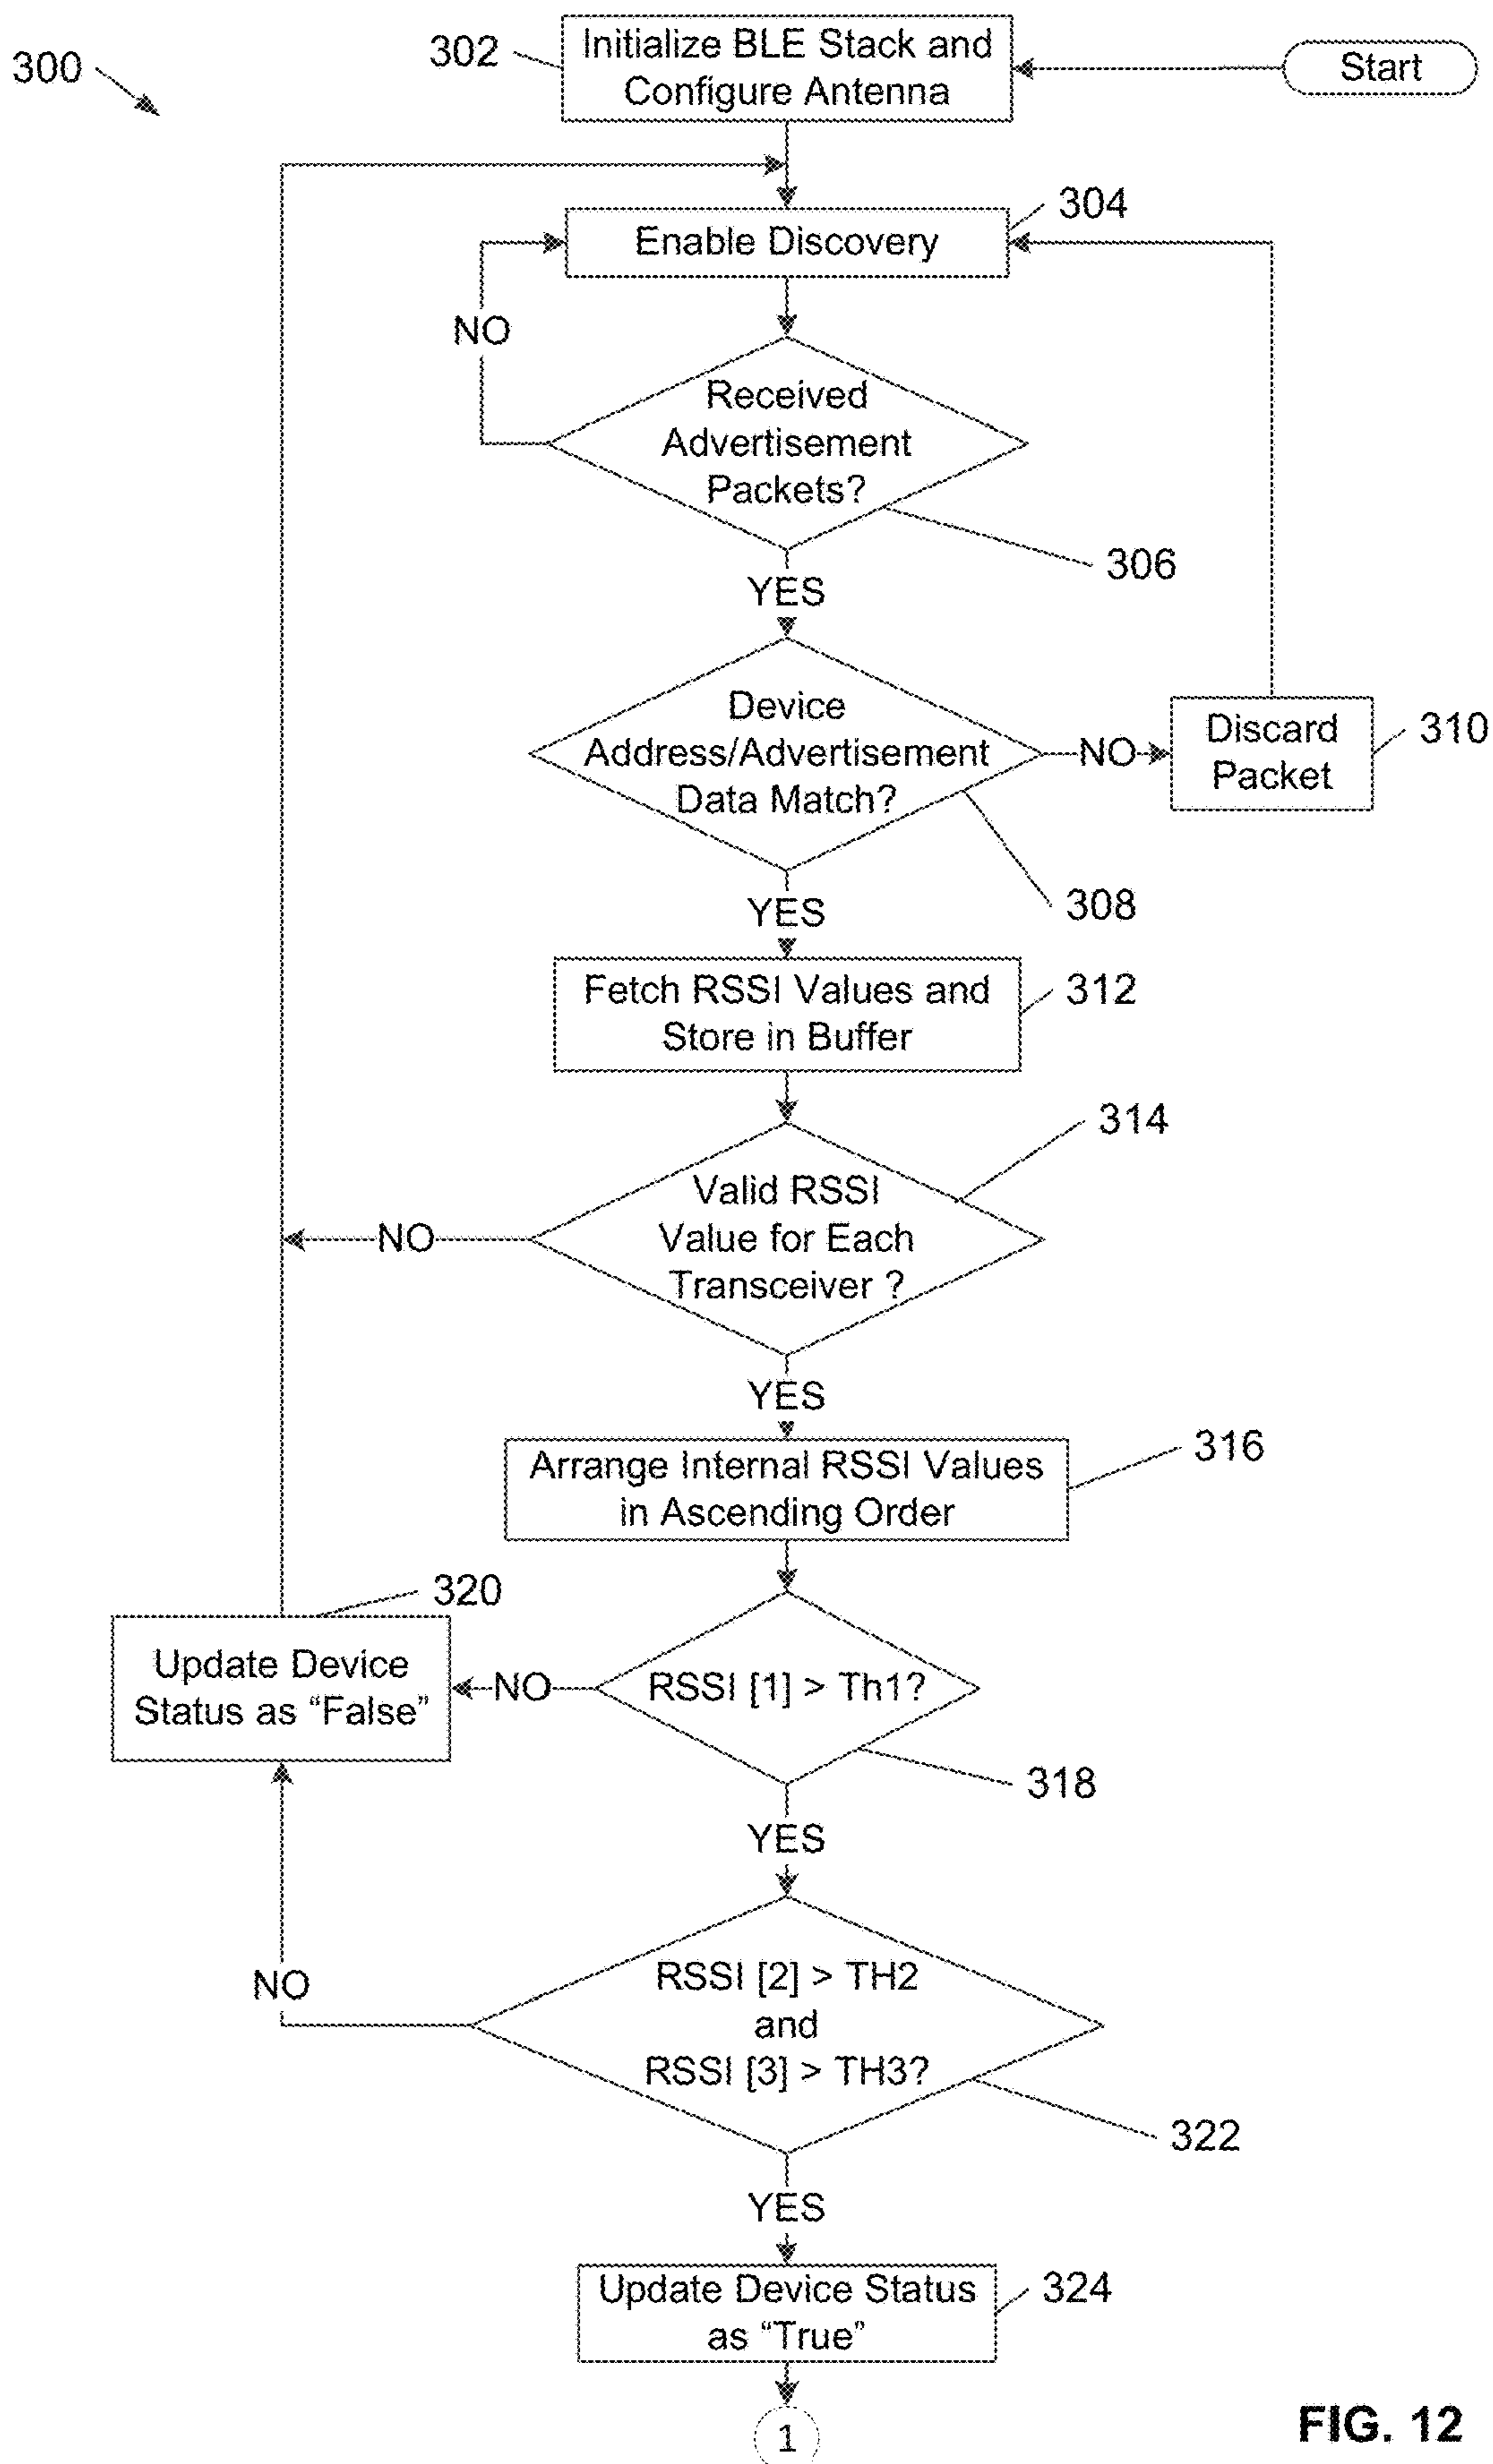 300
302
Initialize BLE Stack and
Configure Antenna
Start
304
Enable Discovery
NO
Received
Advertisement
Packets?
306
YES
Device
Address/Advertisement
Data Match?
NO
Discard
Packet
310
308
YES
Fetch RSSI Values and
Store in Buffer
312
314
Valid RSSI
Value for Each
Transceiver ?
NO
YES
316
Arrange Internal RSSI Values
in Ascending Order
320
Update Device
Status as “False”
NO
RSSI [1] > Th1?
318
YES
NO
RSSI [2] > TH2
and
RSSI [3] > TH3?
322
YES
Update Device Status
as “True”
324
1
FIG. 12